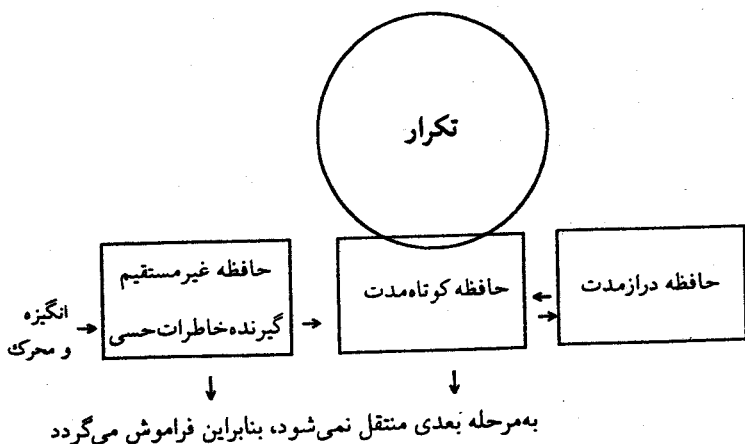 تکرار
حافظه درازمدت
حافظه کوتاه‌مدت
حافظه غیرمستقیم
گیرنده‌خاطرات‌حسی
انگیزه
و محرک
به‌مرحله بعدی منتقل نمی‌شود، بنابراین فراموش می‌گردد